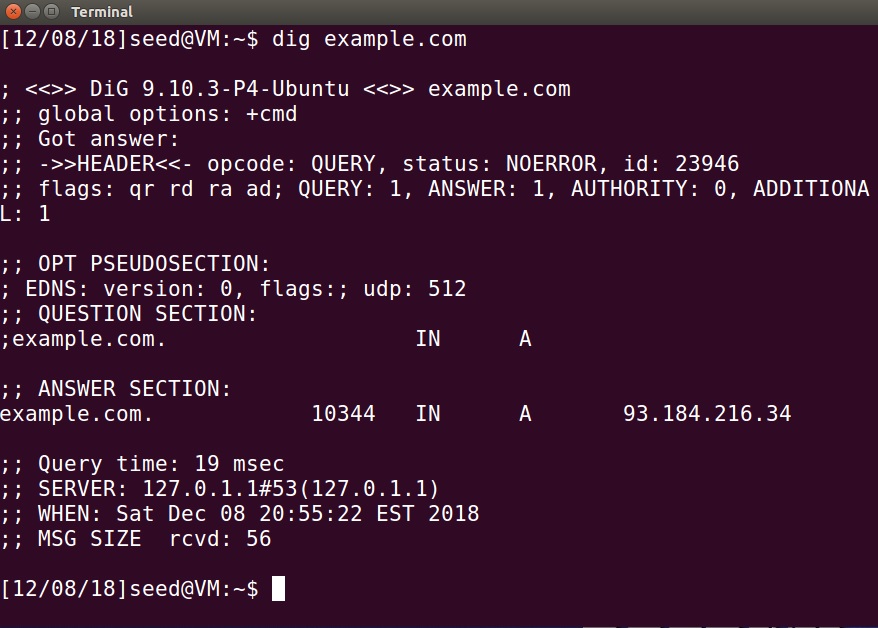 Terminal
[12/08/18]seed@VM:~$ dig example.com
; <<>> DiG 9.10.3-P4-Ubuntu <<>> example.com
;; global options: +cmd
;; Got answer:
;; ->>HEADER<<- opcode: QUERY, status: NOERROR, id: 23946
;; flags: qr rd ra ad; QUERY: 1, ANSWER: 1, AUTHORITY: 0, ADDITIONA
L: 1
;; OPT PSEUDOSECTION:
; EDNS: version: 0, flags:; udp: 512
;; QUESTION SECTION:
;example.com. IN A
;; ANSWER SECTION:
example.com. 10344 IN A 93.184.216.34
;; Query time: 19 msec
;; SERVER: 127.0.1.1#53(127.0.1.1)
;; WHEN: Sat Dec 08 20:55:22 EST 2018
;; MSG SIZE rcvd: 56
[12/08/18]seed@VM:~$